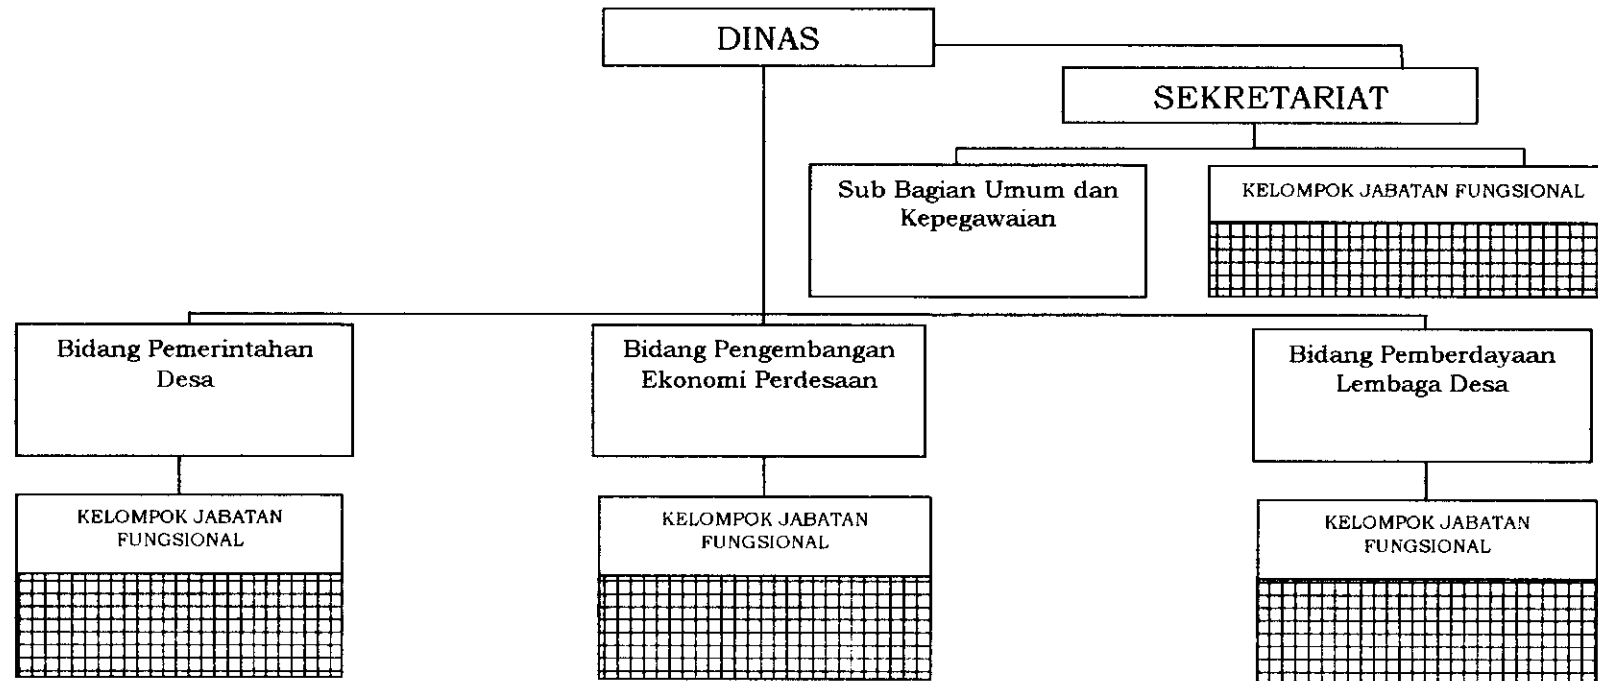 DINAS
SEKRETARIAT
Sub Bagian Umum dan
Kepegawaian
KELOMPOK JABATAN FUNGSIONAL
Bidang Pemerintahan
Desa
Bidang Pengembangan
Ekonomi Perdesaan
Bidang Pemberdayaan
Lembaga Desa
KELOMPOK JABATAN
FUNGSIONAL
KELOMPOK JABATAN
FUNGSIONAL
KELOMPOK JABATAN
FUNGSIONAL